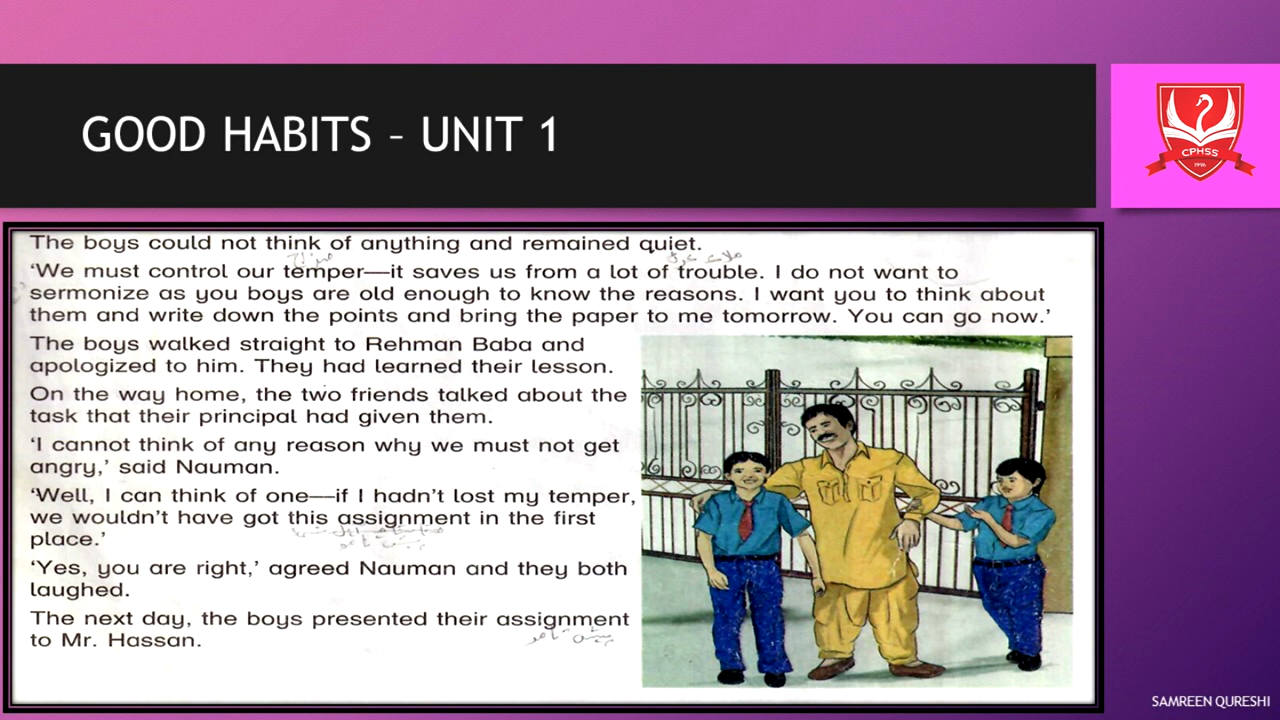 GOOD HABITS – UNIT 1
CPHSS
1996
The boys could not think of anything and remained quiet.
‘We must control our temper—it saves us from a lot of trouble. I do not want to
sermonize as you boys are old enough to know the reasons. I want you to think about
them and write down the points and bring the paper to me tomorrow. You can go now.’
The boys walked straight to Rehman Baba and
apologized to him. They had learned their lesson.
On the way home, the two friends talked about the
task that their principal had given them.
‘I cannot think of any reason why we must not get
angry,’ said Nauman.
‘Well, I can think of one—if I hadn’t lost my temper,
we wouldn’t have got this assignment in the first
place.’
‘Yes, you are right,’ agreed Nauman and they both
laughed.
The next day, the boys presented their assignment
to Mr. Hassan.
SAMREEN QURESHI